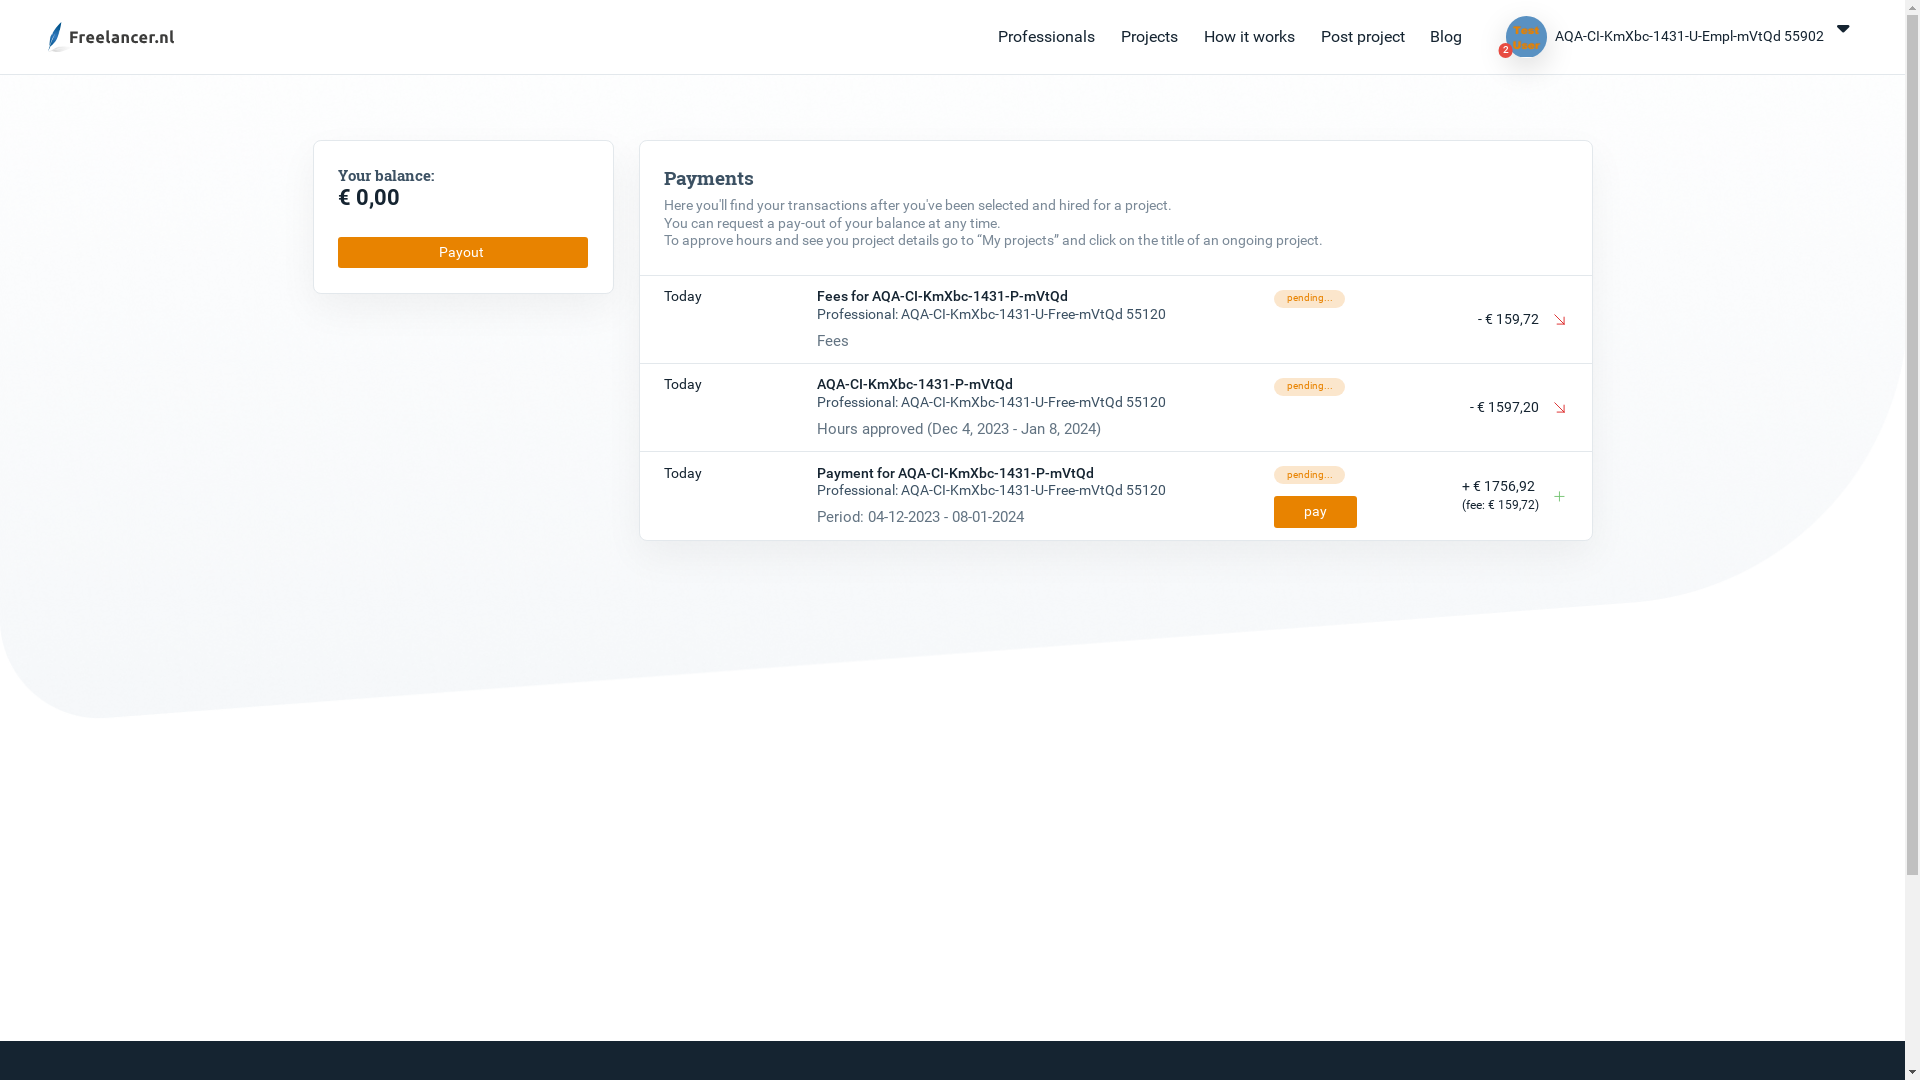 Freelancer.nl
Professionals
Projects
How it works
Post project
Blog
Test
User
2
AQA-CI-KmXbc-1431-U-Empl-mVtQd 55902
Your balance:
€ 0,00
Payout
Payments
Here you'll find your transactions after you've been selected and hired for a project.
You can request a pay-out of your balance at any time.
To approve hours and see you project details go to “My projects” and click on the title of an ongoing project.
Today
Fees for AQA-CI-KmXbc-1431-P-mVtQd
Professional: AQA-CI-KmXbc-1431-U-Free-mVtQd 55120
Fees
pending...
- € 159,72
Today
AQA-CI-KmXbc-1431-P-mVtQd
Professional: AQA-CI-KmXbc-1431-U-Free-mVtQd 55120
Hours approved (Dec 4, 2023 - Jan 8, 2024)
pending...
- € 1597,20
Today
Payment for AQA-CI-KmXbc-1431-P-mVtQd
Professional: AQA-CI-KmXbc-1431-U-Free-mVtQd 55120
Period: 04-12-2023 - 08-01-2024
pending...
pay
+ € 1756,92
(fee: € 159,72)